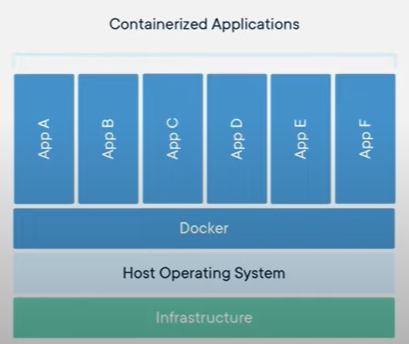 Containerized Applications
App A
App B
App C
App D
App E
App F
Docker
Host Operating System
Infrastructure